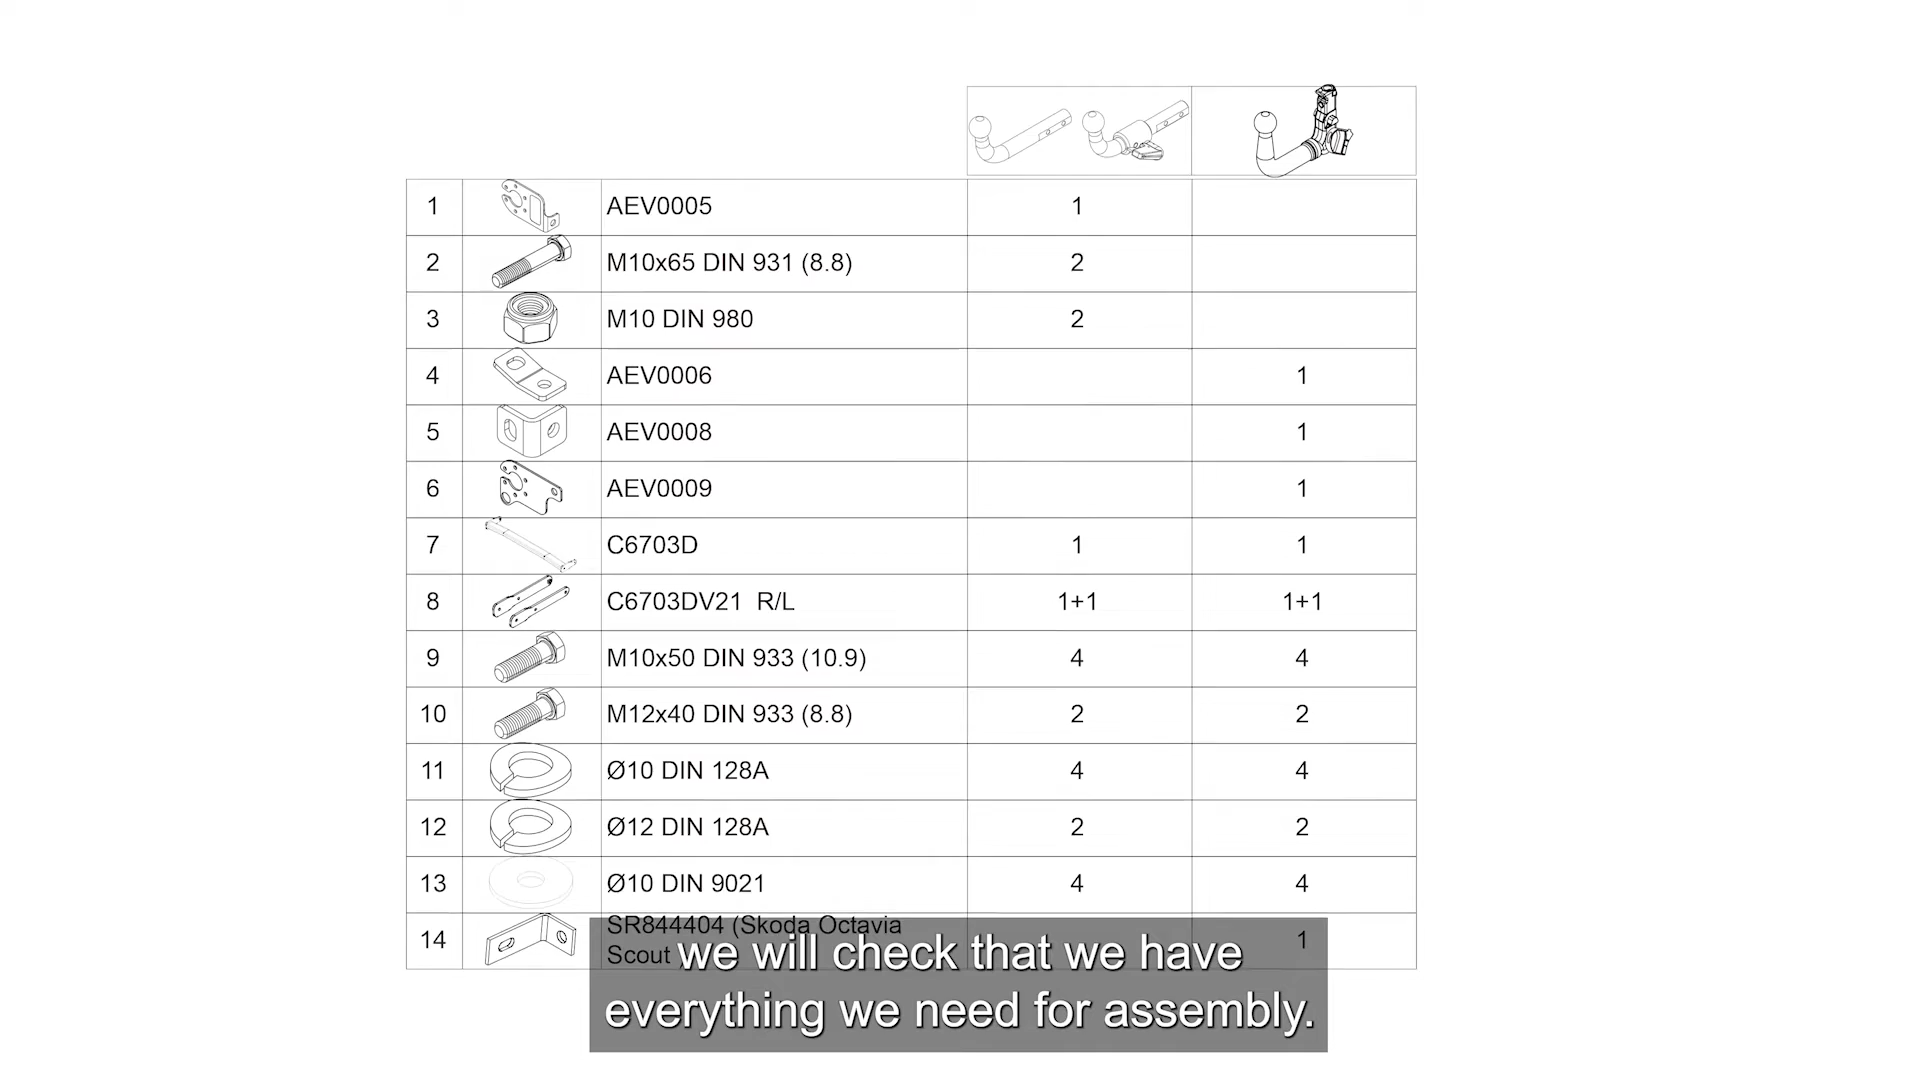 1 AEV0005 1
2 M10x65 DIN 931 (8.8) 2
3 M10 DIN 980 2
4 AEV0006 1
5 AEV0008 1
6 AEV0009 1
7 C6703D 1 1
8 C6703DV21 R/L 1+1 1+1
9 M10x50 DIN 933 (10.9) 4 4
10 M12x40 DIN 933 (8.8) 2 2
11 Ø10 DIN 128A 4 4
12 Ø12 DIN 128A 2 2
13 Ø10 DIN 9021 4 4
14 SR844404 (Skoda Octavia
Scout 1
we will check that we have
everything we need for assembly.